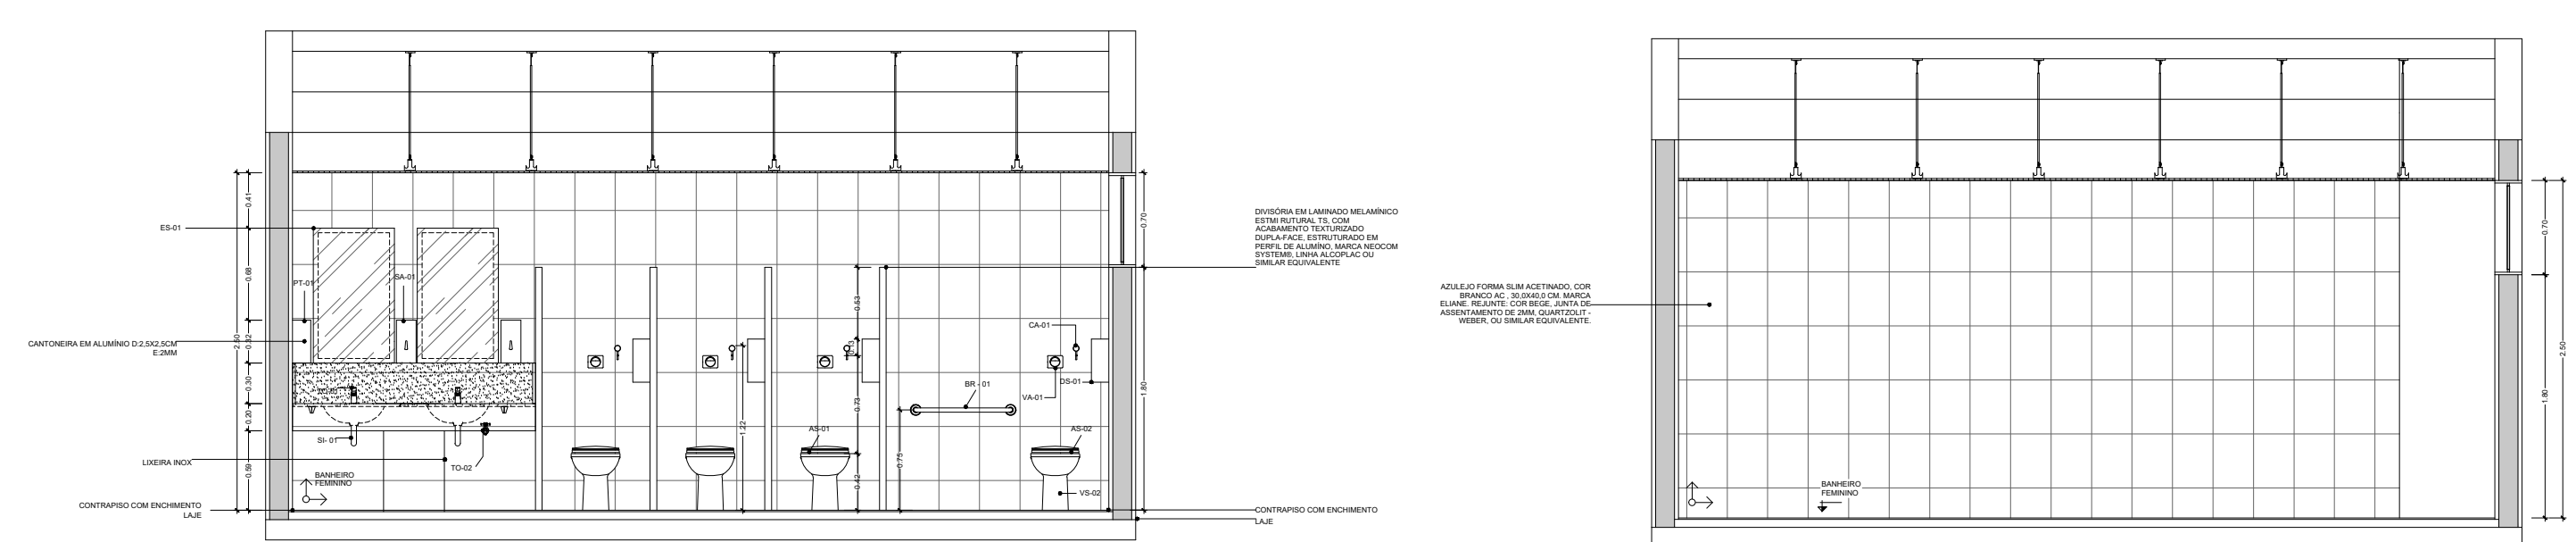 ES-01
PT-01
SA-01
CANTONEIRA EM ALUMÍNIO D:2,5X2,5CM
E:2MM
SI- 01
LIXEIRA INOX
TO-02
BANHEIRO
FEMININO
CONTRAPISO COM ENCHIMENTO
LAJE
2.50
0.41
0.68
0.32
0.30
0.20
0.59
1.22
0.53
0.13
0.73
0.42
0.75
AS-01
BR - 01
CA-01
DS-01
VA-01
AS-02
VS-02
0.70
1.80
DIVISÓRIA EM LAMINADO MELAMÍNICO
ESTMI RUTURAL TS, COM
ACABAMENTO TEXTURIZADO
DUPLA-FACE, ESTRUTURADO EM
PERFIL DE ALUMÍNO, MARCA NEOCOM
SYSTEM®, LINHA ALCOPLAC OU
SIMILAR EQUIVALENTE
CONTRAPISO COM ENCHIMENTO
LAJE
AZULEJO FORMA SLIM ACETINADO, COR
BRANCO AC , 30,0X40,0 CM. MARCA
ELIANE. REJUNTE: COR BEGE, JUNTA DE
ASSENTAMENTO DE 2MM, QUARTZOLIT -
WEBER, OU SIMILAR EQUIVALENTE.
BANHEIRO
FEMININO
0.70
1.80
2.50